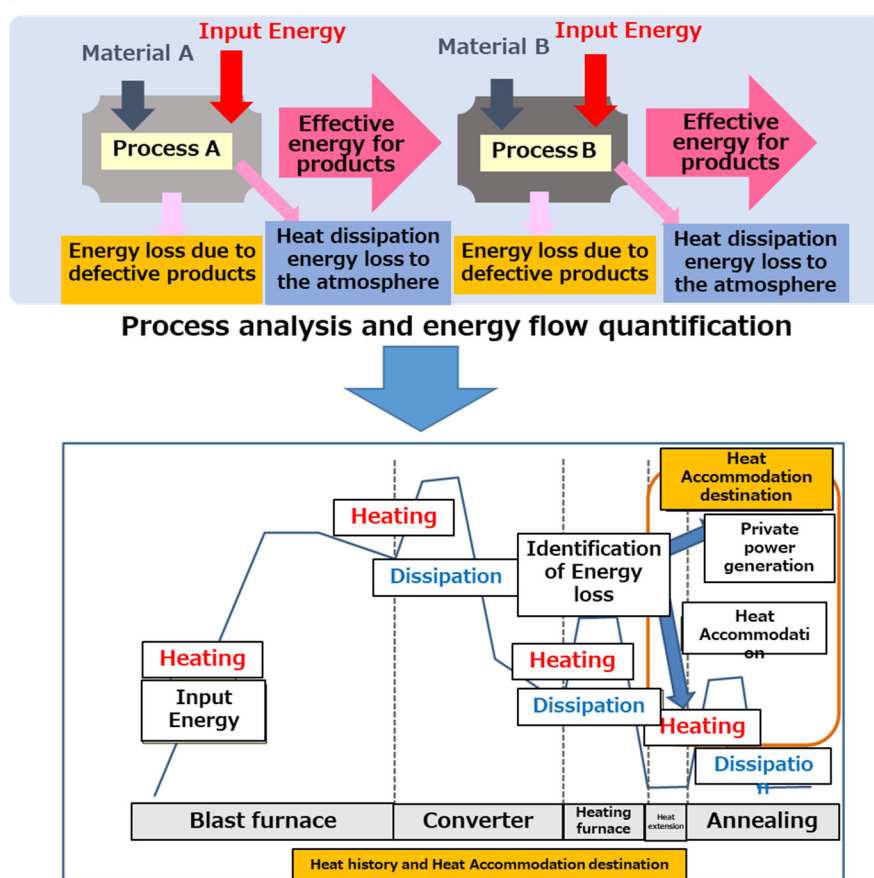 Input Energy
Material A
Process A
Effective
energy for
products
Energy loss due to
defective products
Heat dissipation
energy loss to
the atmosphere
Input Energy
Material B
Process B
Effective
energy for
products
Energy loss due to
defective products
Heat dissipation
energy loss to
the atmosphere
Process analysis and energy flow quantification
Heat
Accommodation
destination
Heating
Private
power
generation
Identification
of Energy
loss
Dissipation
Heat
Accommodati
on
Heating
Heating
Input
Energy
Dissipation
Heating
Dissipatio
n
Blast furnace
Converter
Heating
furnace
Heat
extension
Annealing
Heat history and Heat Accommodation destination